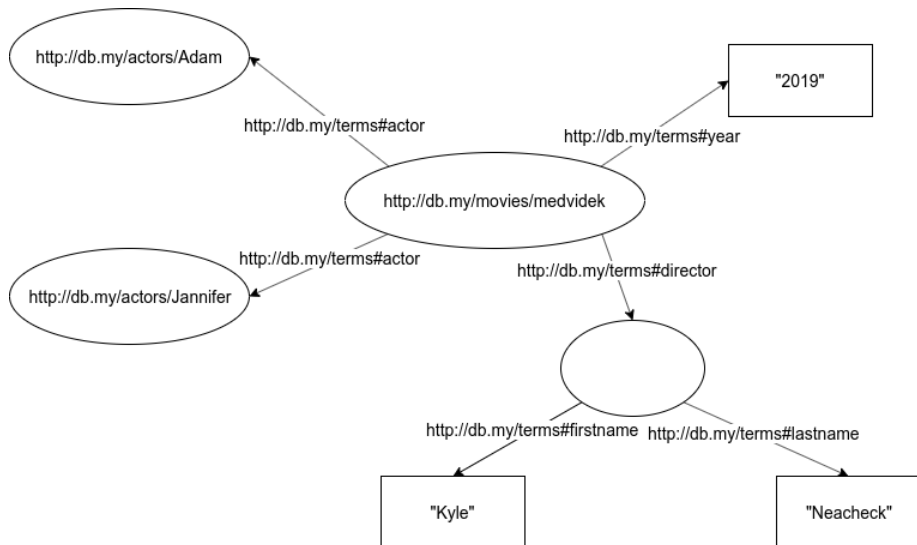 http://db.my/actors/Adam
"2019"
http://db.my/terms#actor
http://db.my/terms#year
http://db.my/movies/medvidek
http://db.my/terms#actor
http://db.my/terms#director
http://db.my/actors/Jannifer
http://db.my/terms#firstname
http://db.my/terms#lastname
"Kyle"
"Neacheck"